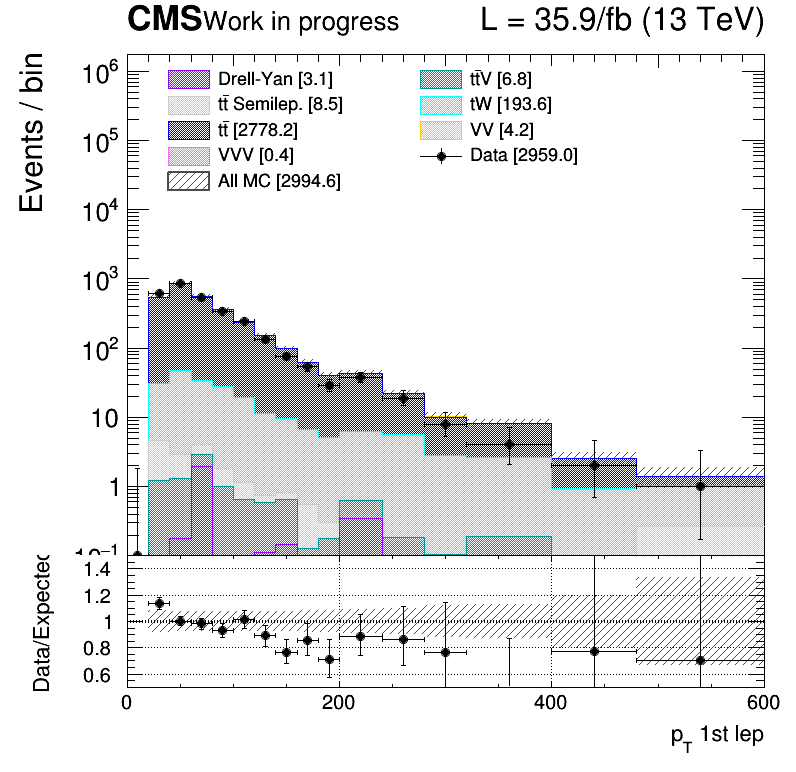 CMS Work in progress L = 35.9/fb (13 TeV)
Events / bin
Drell-Yan [3.1]
tt̄ Semilep. [8.5]
tt̄ [2778.2]
VVV [0.4]
All MC [2994.6]
tt̄V [6.8]
tW [193.6]
VV [4.2]
Data [2959.0]
10⁶
10⁵
10⁴
10³
10²
10
1
10⁻¹
Data/Expected
1.4
1.2
1
0.8
0.6
0 200 400 600
p_T 1st lep